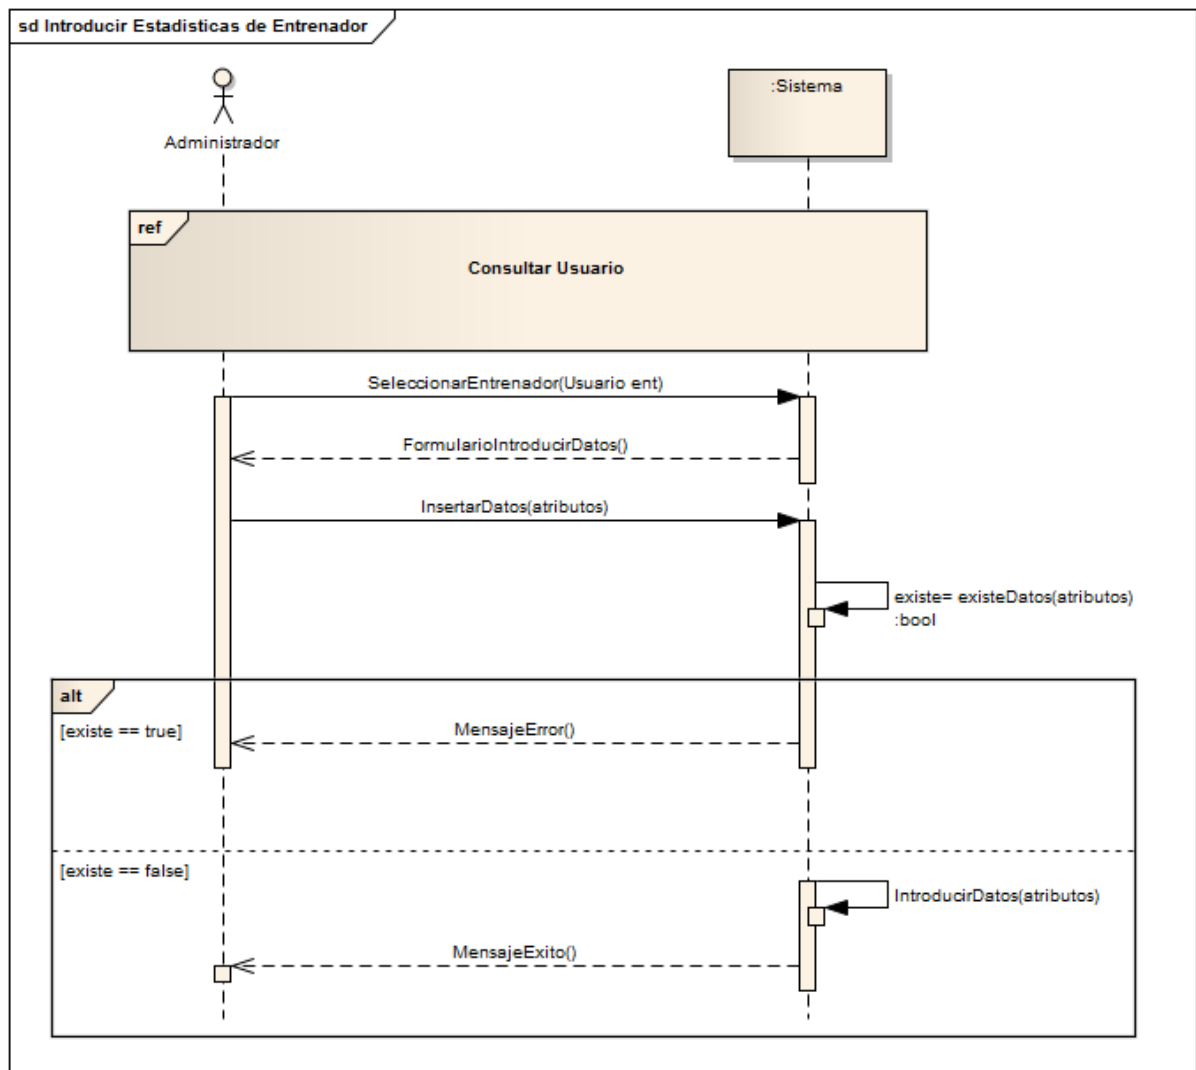 sd Introducir Estadisticas de Entrenador
:Sistema
Administrador
ref
Consultar Usuario
SeleccionarEntrenador(Usuario ent)
FormularioIntroducirDatos()
InsertarDatos(atributos)
existe= existeDatos(atributos)
:bool
alt
[existe == true]
MensajeError()
[existe == false]
IntroducirDatos(atributos)
MensajeExito()